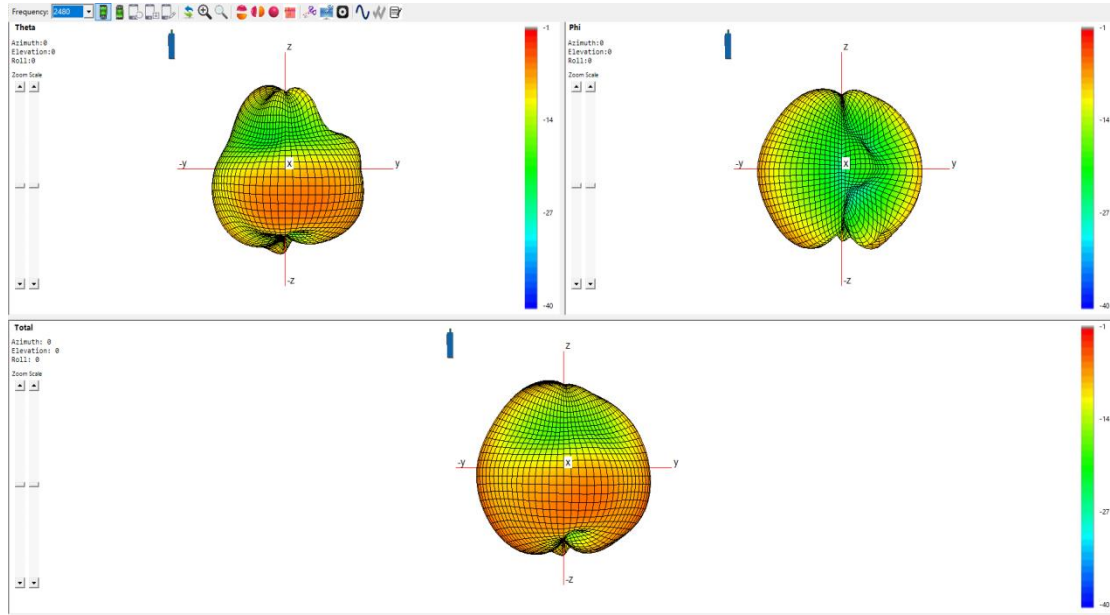 Frequency: 2480
Theta
Azimuth:0
Elevation:0
Roll:0
Zoom Scale
z
-y
x
y
-z
-1
-14
-27
-40
Phi
Azimuth:0
Elevation:0
Roll:0
Zoom Scale
z
-y
x
y
-z
-1
-14
-27
-40
Total
Azimuth: 0
Elevation: 0
Roll: 0
Zoom Scale
z
-y
x
y
-z
-1
-14
-27
-40